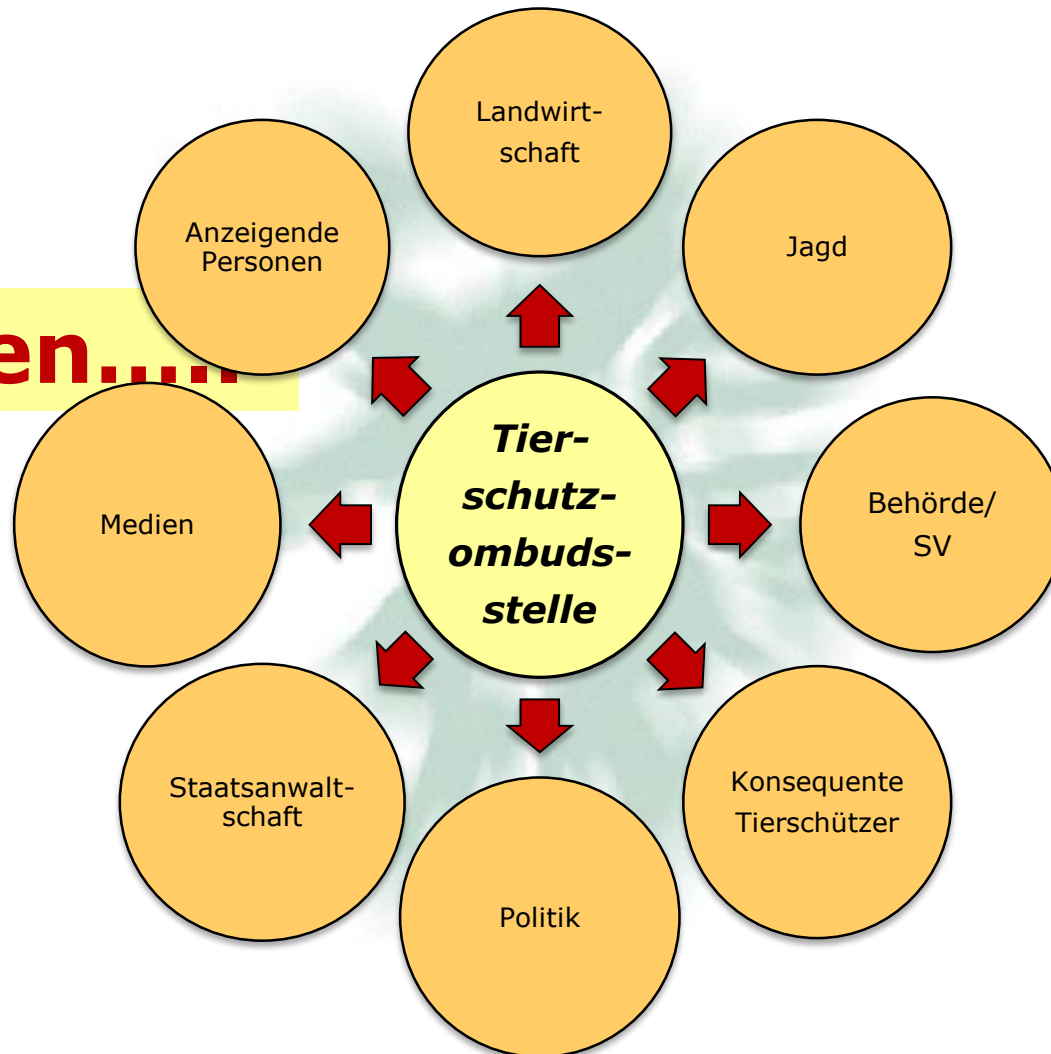 Landwirt-
schaft
Anzeigende
Personen
Jagd
en.....
Tier-
schutz-
ombuds-
stelle
Medien
Behörde/
SV
Staatsanwalt-
schaft
Konsequente
Tierschützer
Politik